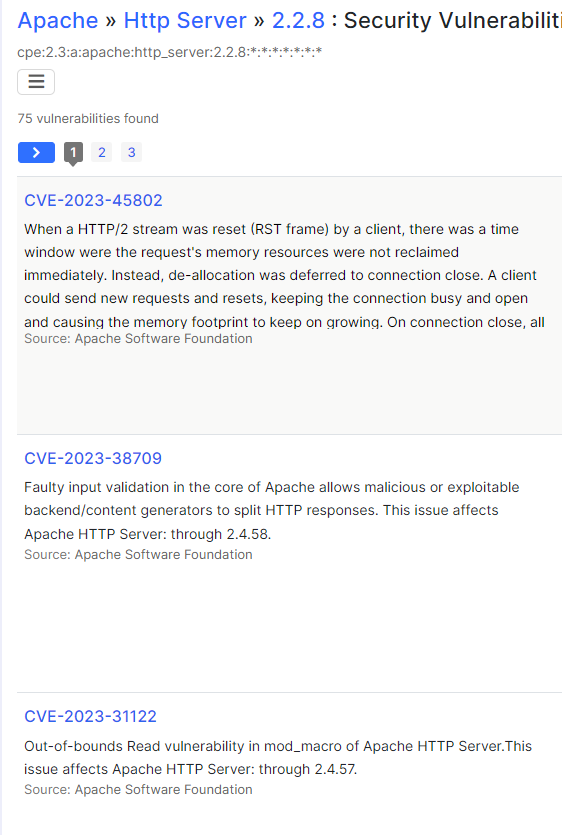 Apache » Http Server » 2.2.8 : Security Vulnerabiliti
cpe:2.3:a:apache:http_server:2.2.8:*:*:*:*:*:*:*
75 vulnerabilities found
1 2 3
CVE-2023-45802
When a HTTP/2 stream was reset (RST frame) by a client, there was a time
window were the request's memory resources were not reclaimed
immediately. Instead, de-allocation was deferred to connection close. A client
could send new requests and resets, keeping the connection busy and open
and causing the memory footprint to keep on growing. On connection close, all
Source: Apache Software Foundation
CVE-2023-38709
Faulty input validation in the core of Apache allows malicious or exploitable
backend/content generators to split HTTP responses. This issue affects
Apache HTTP Server: through 2.4.58.
Source: Apache Software Foundation
CVE-2023-31122
Out-of-bounds Read vulnerability in mod_macro of Apache HTTP Server.This
issue affects Apache HTTP Server: through 2.4.57.
Source: Apache Software Foundation